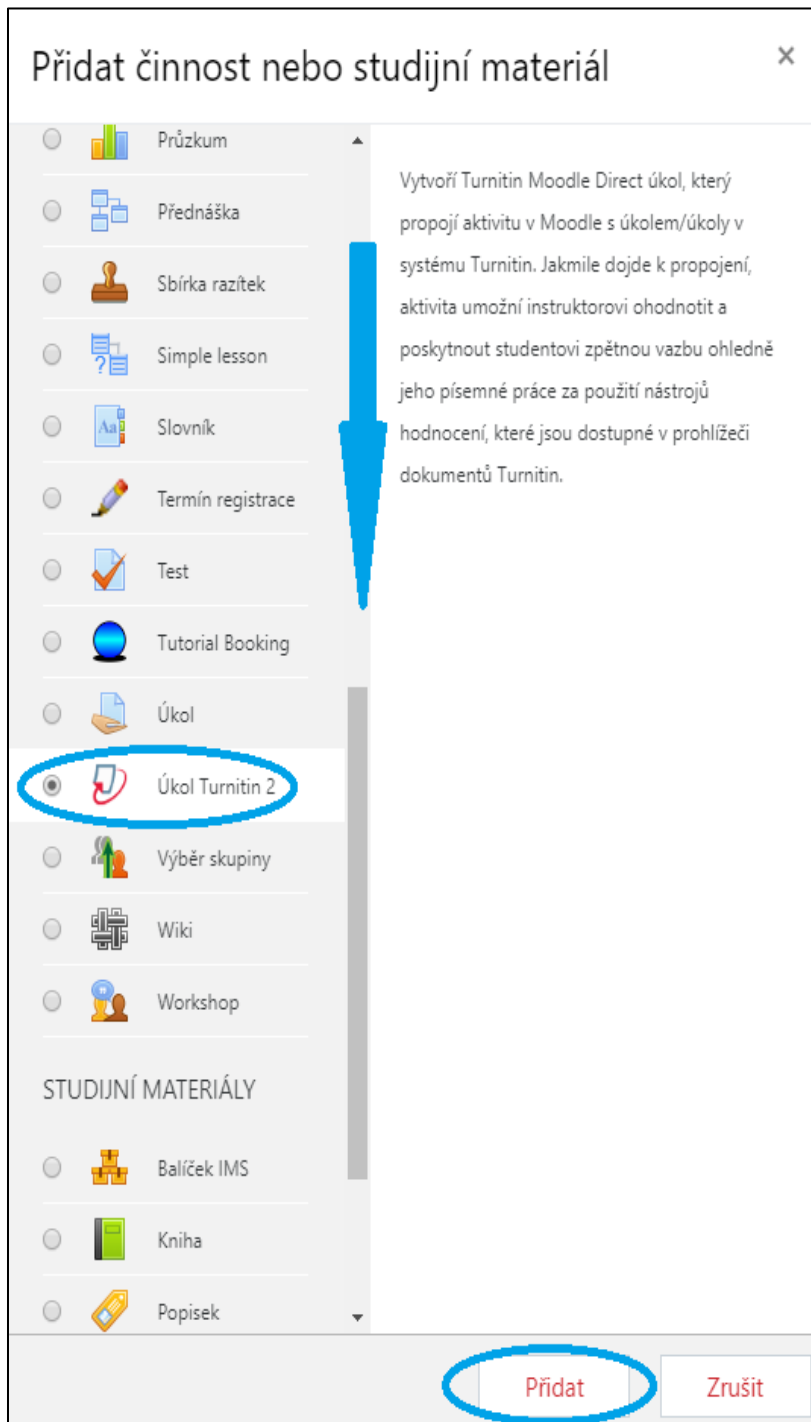 Přidat činnost nebo studijní materiál
×
Průzkum
Přednáška
Sbírka razítek
Simple lesson
Slovník
Termín registrace
Test
Tutorial Booking
Úkol
Úkol Turnitin 2
Výběr skupiny
Wiki
Workshop
STUDIJNÍ MATERIÁLY
Balíček IMS
Kniha
Popisek
Vytvoří Turnitin Moodle Direct úkol, který
propojí aktivitu v Moodle s úkolem/úkoly v
systému Turnitin. Jakmile dojde k propojení,
aktivita umožní instruktorovi ohodnotit a
poskytnout studentovi zpětnou vazbu ohledně
jeho písemné práce za použití nástrojů
hodnocení, které jsou dostupné v prohlížeči
dokumentů Turnitin.
Přidat
Zrušit